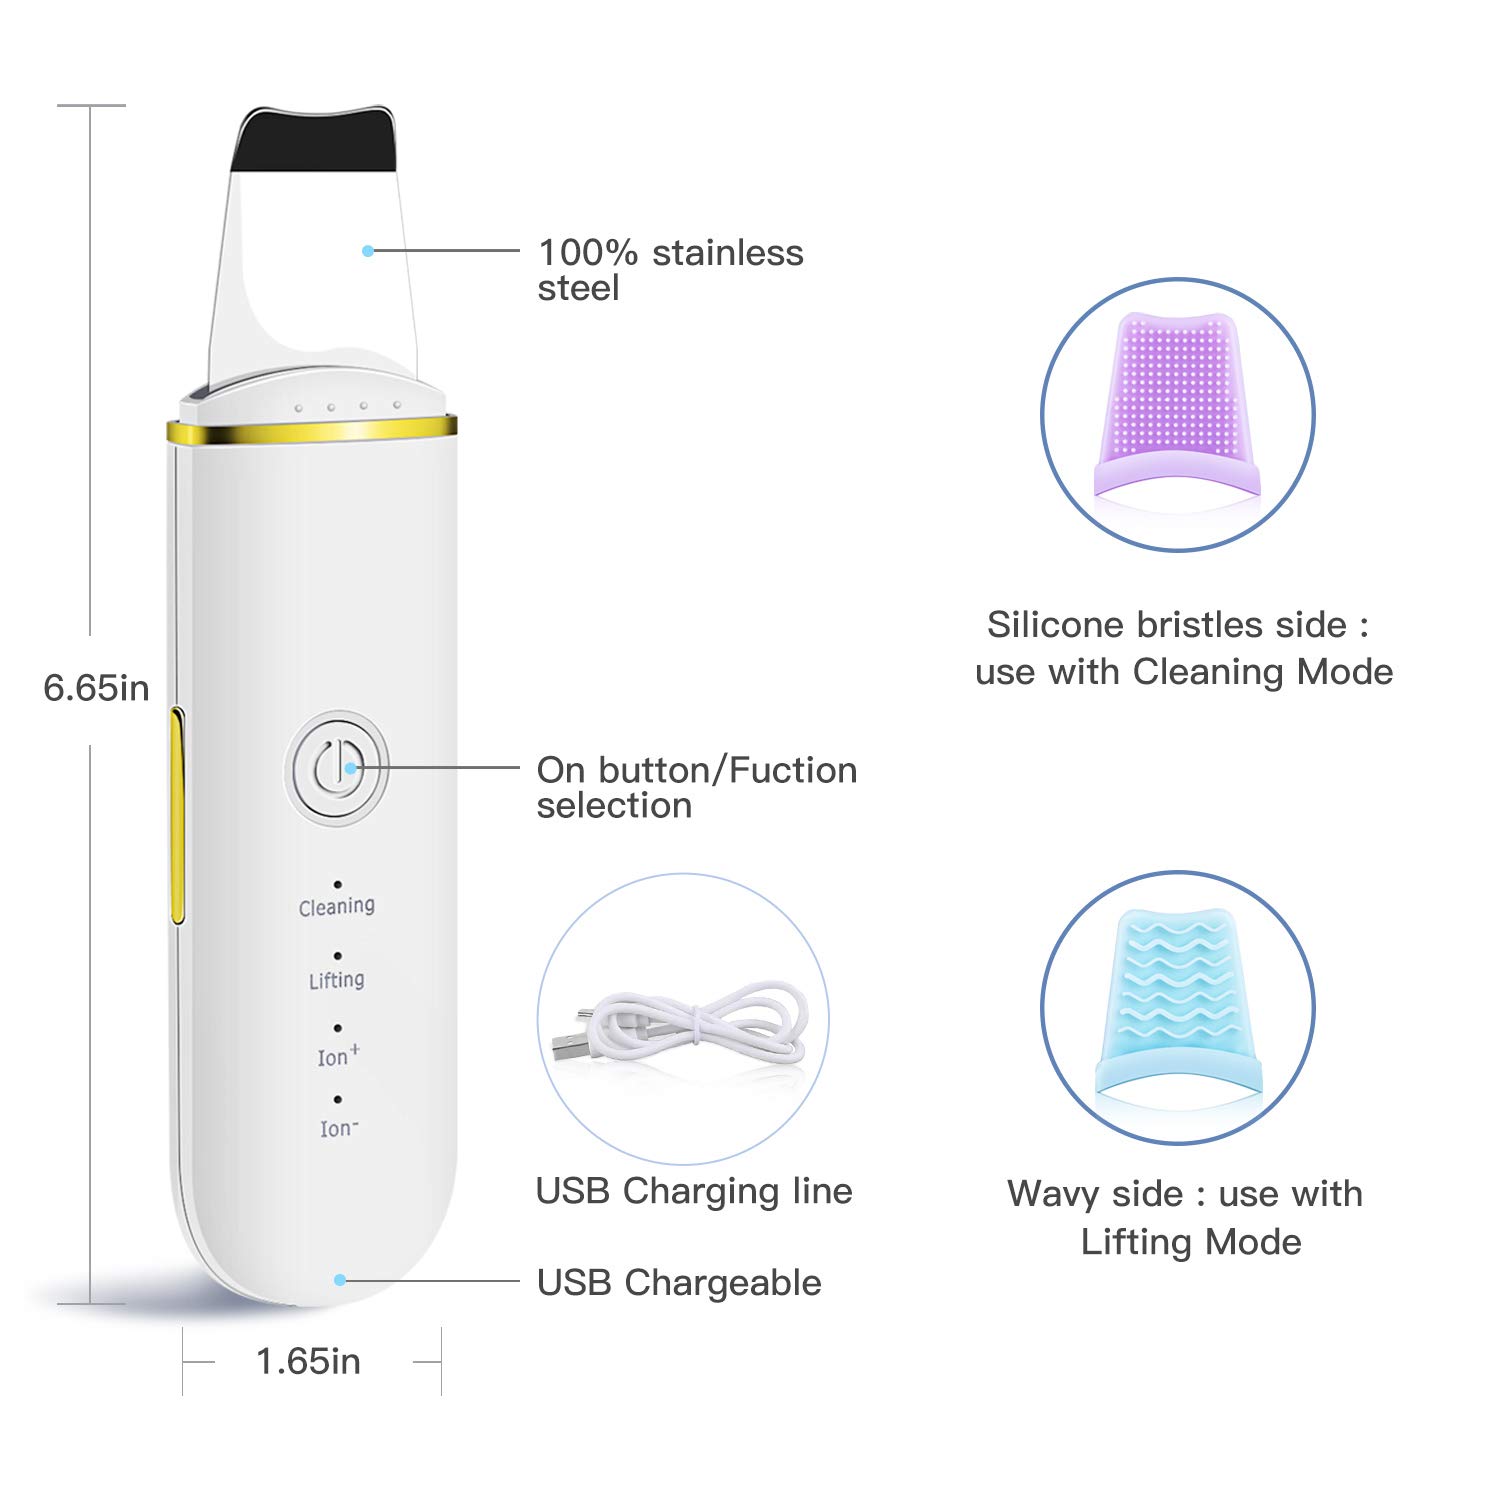 100% stainless
steel
6.65in
On button/Fuction
selection
Cleaning
Lifting
Ion⁺
Ion⁻
USB Charging line
USB Chargeable
1.65in
Silicone bristles side :
use with Cleaning Mode
Wavy side : use with
Lifting Mode